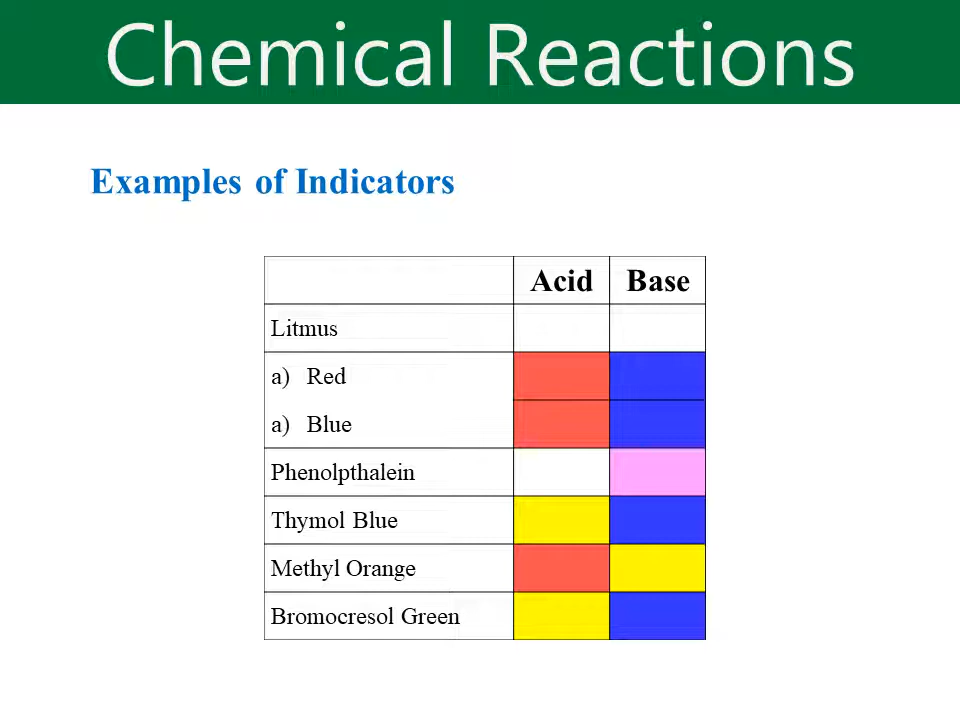 Chemical Reactions
Examples of Indicators
Acid Base
Litmus
a) Red
a) Blue
Phenolpthalein
Thymol Blue
Methyl Orange
Bromocresol Green